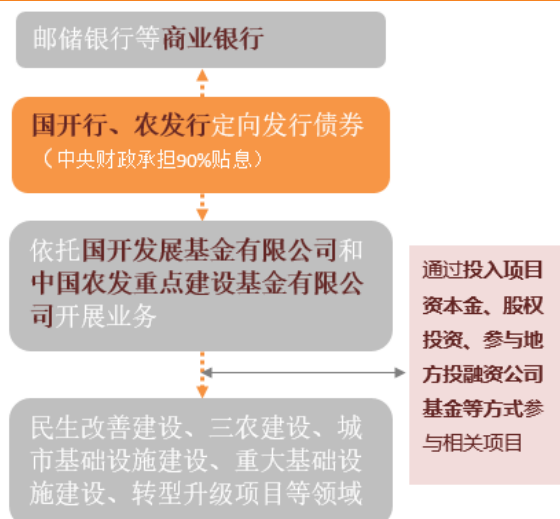 邮储银行等商业银行
国开行、农发行定向发行债券
（中央财政承担90%贴息）
依托国开发展基金有限公司和
中国农发重点建设基金有限公
司开展业务
通过投入项目
资本金、股权
投资、参与地
方投融资公司
基金等方式参
与相关项目
民生改善建设、三农建设、城
市基础设施建设、重大基础设
施建设、转型升级项目等领域